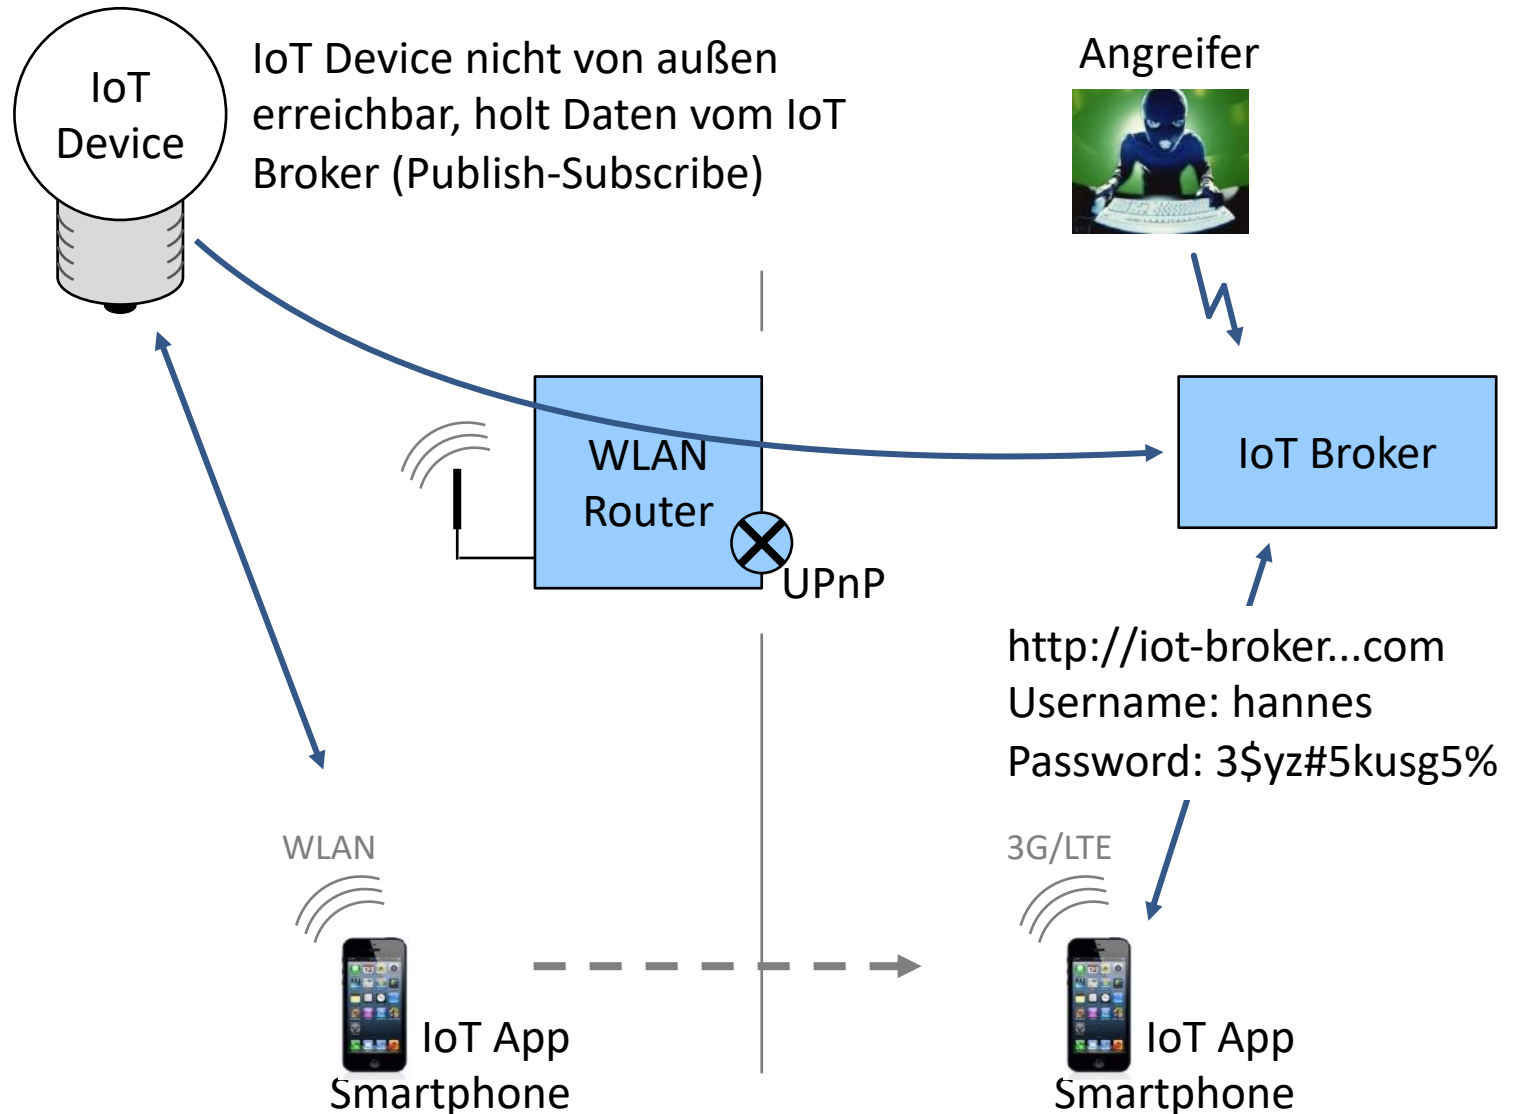 IoT
Device
IoT Device nicht von außen
erreichbar, holt Daten vom IoT
Broker (Publish-Subscribe)
Angreifer
WLAN
Router
UPnP
IoT Broker
http://iot-broker...com
Username: hannes
Password: 3$yz#5kusg5%
WLAN
3G/LTE
IoT App
Smartphone
IoT App
Smartphone